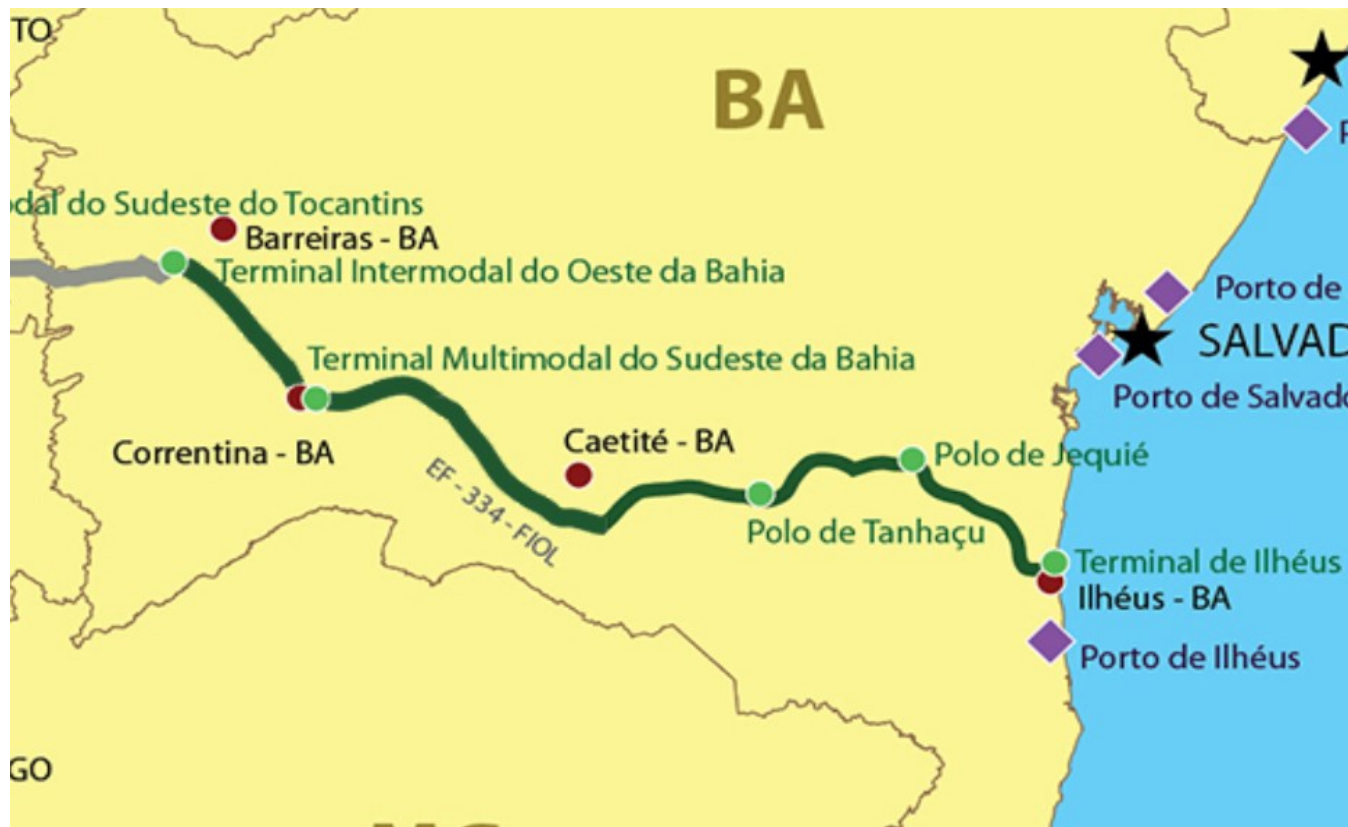 TO
BA
dal do Sudeste do Tocantins
Barreiras - BA
Terminal Intermodal do Oeste da Bahia
Porto de
SALVAD
Terminal Multimodal do Sudeste da Bahia
Porto de Salvado
Correntina - BA
Caetité - BA
Polo de Jequié
EF - 334 - FIOL
Polo de Tanhaçu
Terminal de Ilhéus
Ilhéus - BA
Porto de Ilhéus
GO